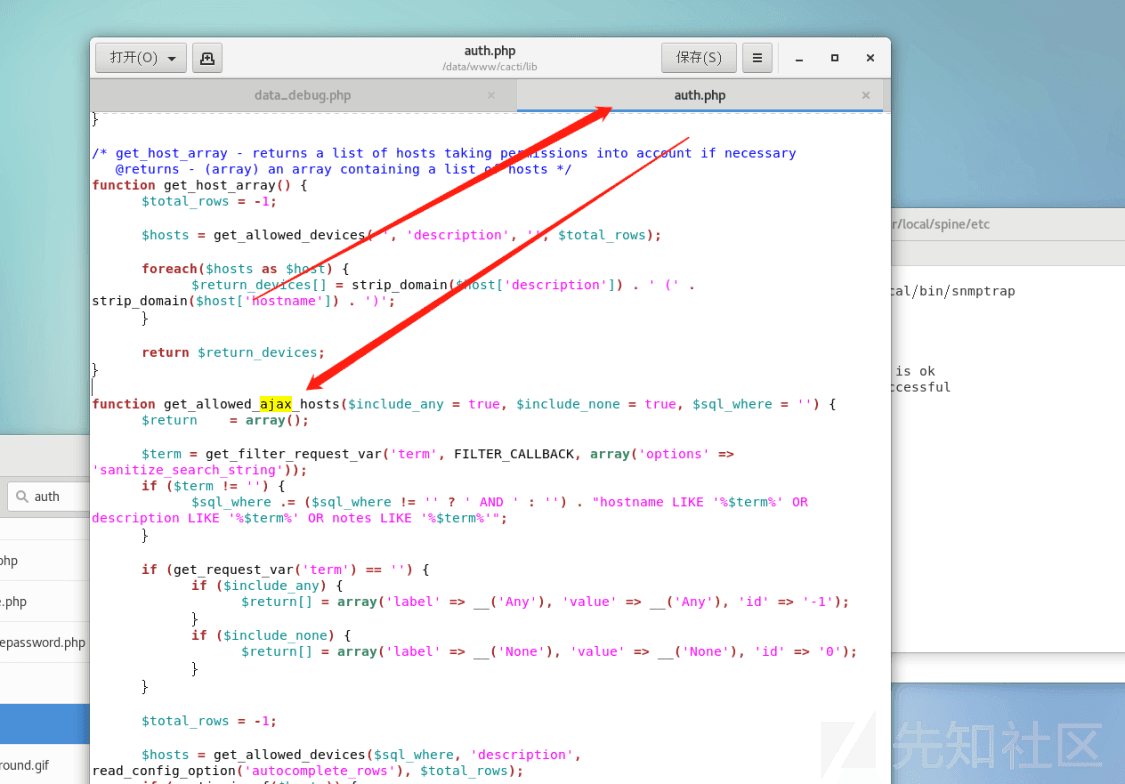 打开(O)
auth.php
/data/www/cacti/lib
保存(S)
data_debug.php
auth.php
}
/* get_host_array - returns a list of hosts taking permissions into account if necessary
@returns - (array) an array containing a list of hosts */
function get_host_array() {
$total_rows = -1;
$hosts = get_allowed_devices('', 'description', '', $total_rows);
foreach($hosts as $host) {
$return_devices[] = strip_domain($host['description']) . ' (' .
strip_domain($host['hostname']) . ')';
}
return $return_devices;
}
function get_allowed_ajax_hosts($include_any = true, $include_none = true, $sql_where = '') {
$return    = array();
$term = get_filter_request_var('term', FILTER_CALLBACK, array('options' =>
'sanitize_search_string'));
if ($term != '') {
$sql_where .= ($sql_where != '' ? ' AND ' : '') . "hostname LIKE '%$term%' OR
description LIKE '%$term%' OR notes LIKE '%$term%'";
}
if (get_request_var('term') == '') {
if ($include_any) {
$return[] = array('label' => __('Any'), 'value' => __('Any'), 'id' => '-1');
}
if ($include_none) {
$return[] = array('label' => __('None'), 'value' => __('None'), 'id' => '0');
}
}
$total_rows = -1;
$hosts = get_allowed_devices($sql_where, 'description',
read_config_option('autocomplete_rows'), $total_rows);
r/local/spine/etc
cal/bin/snmptrap
is ok
ccessful
auth
php
e.php
epassword.php
round.gif
先知社区